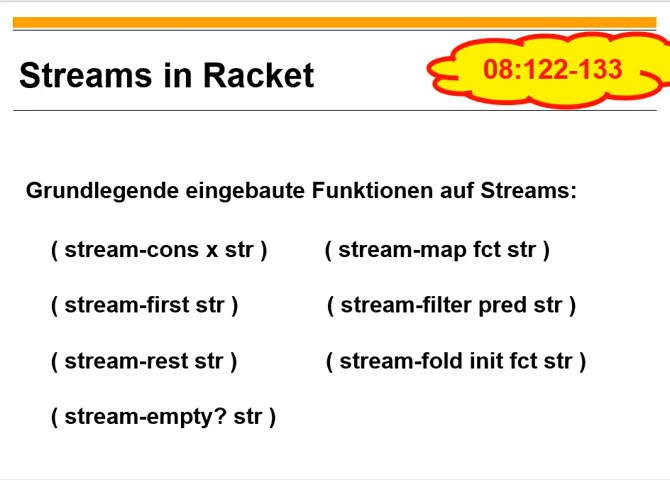 Streams in Racket
08:122-133
Grundlegende eingebaute Funktionen auf Streams:
( stream-cons x str ) ( stream-map fct str )
( stream-first str ) ( stream-filter pred str )
( stream-rest str ) ( stream-fold init fct str )
( stream-empty? str )